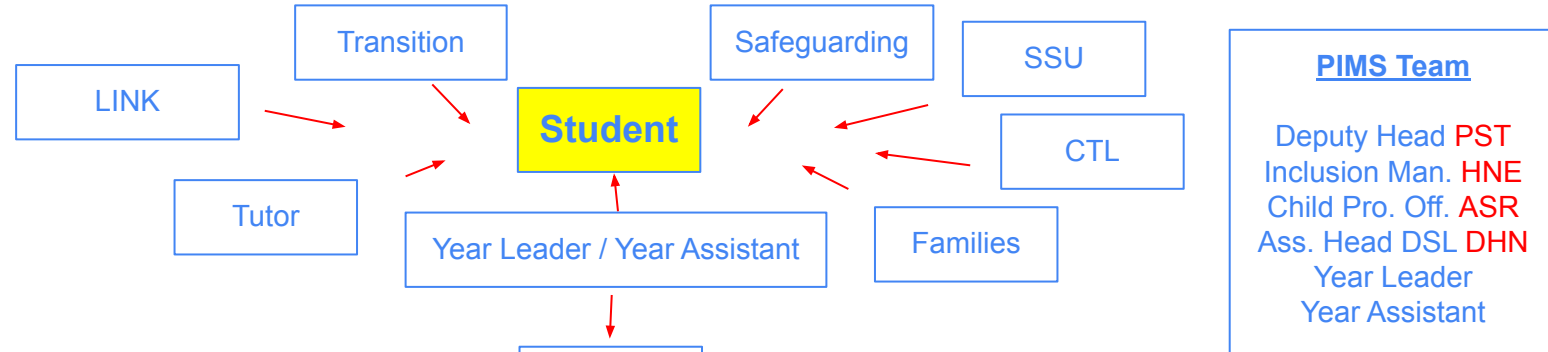 Transition
Safeguarding
SSU
LINK
Student
CTL
Tutor
Year Leader / Year Assistant
Families
PIMS Team
Deputy Head PST
Inclusion Man. HNE
Child Pro. Off. ASR
Ass. Head DSL DHN
Year Leader
Year Assistant